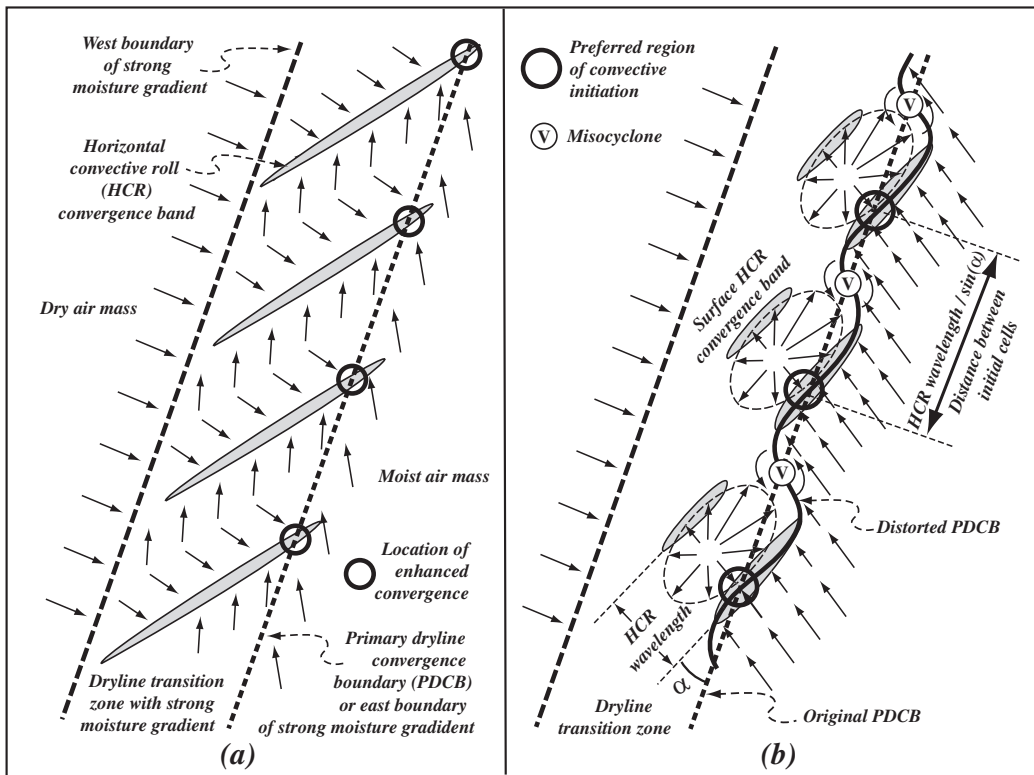 West boundary
of strong
moisture gradient
Horizontal
convective roll
(HCR)
convergence band
Dry air mass
Moist air mass
Location of
enhanced
convergence
Primary dryline
convergence
boundary (PDCB)
or east boundary
of strong moisture gradident
Dryline transition
zone with strong
moisture gradient
(a)
Preferred region
of convective
initiation
V
Misocyclone
V
Surface HCR
convergence band
V
HCR wavelength / sin(α)
Distance between
initial cells
V
Distorted PDCB
HCR
wavelength
α
Dryline
transition zone
Original PDCB
(b)